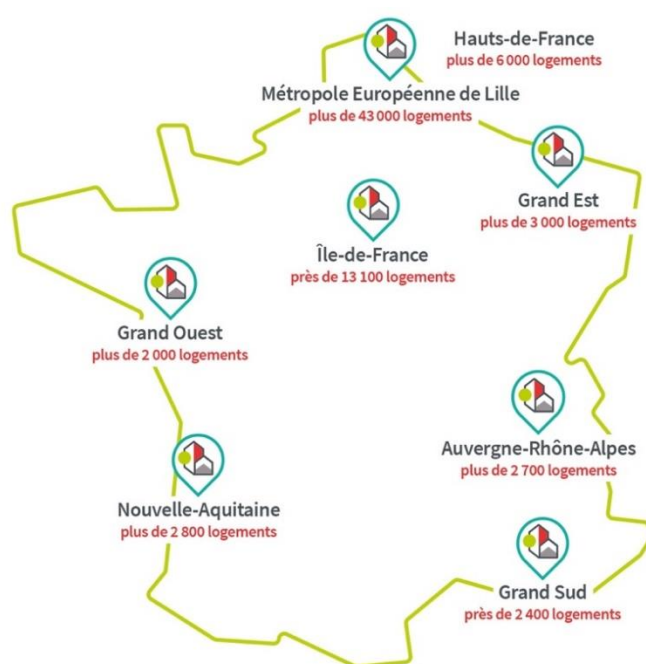 Hauts-de-France
plus de 6 000 logements
Métropole Européenne de Lille
plus de 43 000 logements
Grand Est
plus de 3 000 logements
Île-de-France
près de 13 100 logements
Grand Ouest
plus de 2 000 logements
Auvergne-Rhône-Alpes
plus de 2 700 logements
Nouvelle-Aquitaine
plus de 2 800 logements
Grand Sud
près de 2 400 logements